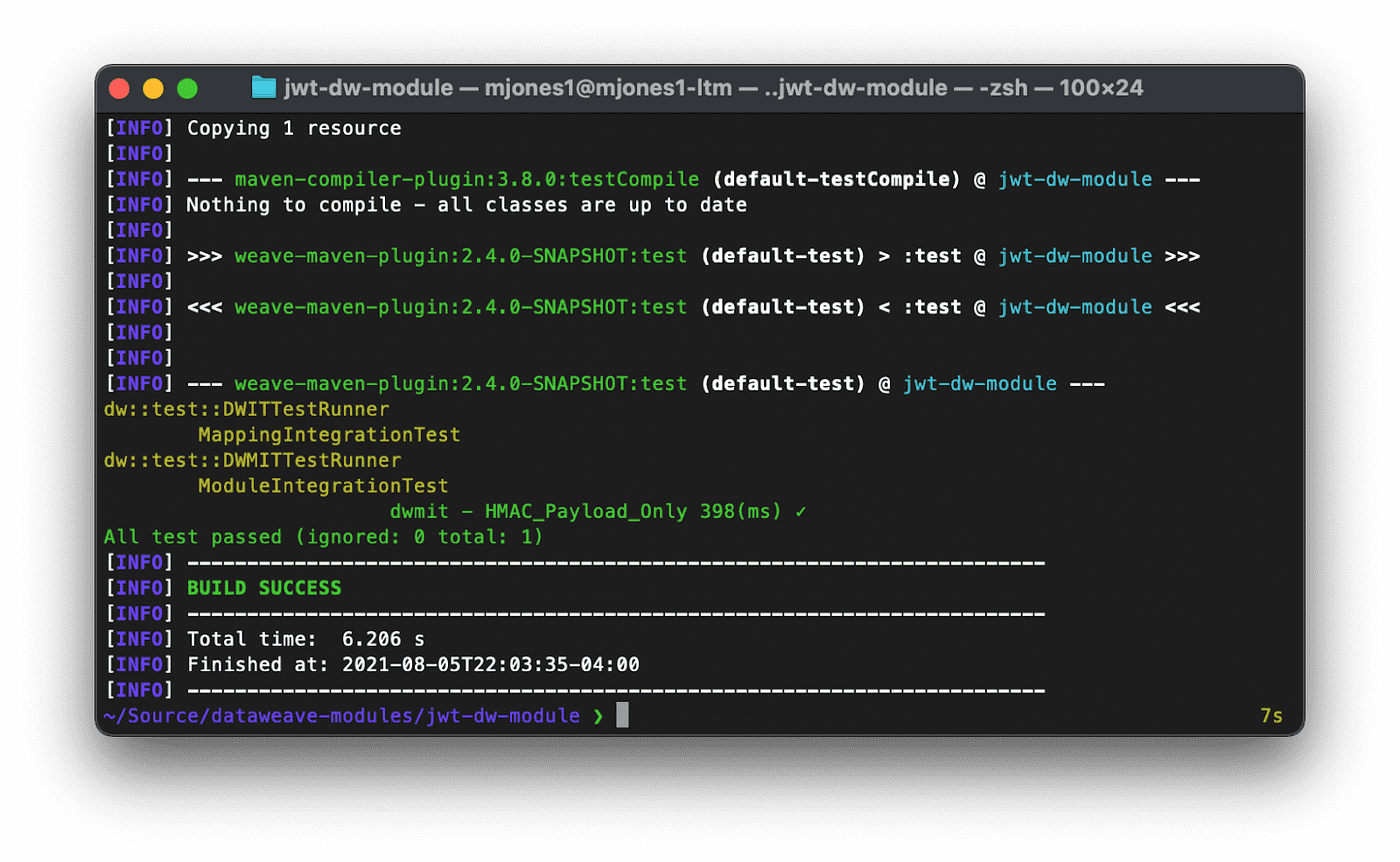 jwt-dw-module — mjones1@mjones1-ltm — ..jwt-dw-module — -zsh — 100×24
[INFO] Copying 1 resource
[INFO]
[INFO] --- maven-compiler-plugin:3.8.0:testCompile (default-testCompile) @ jwt-dw-module ---
[INFO] Nothing to compile - all classes are up to date
[INFO]
[INFO] >>> weave-maven-plugin:2.4.0-SNAPSHOT:test (default-test) > :test @ jwt-dw-module >>>
[INFO]
[INFO] <<< weave-maven-plugin:2.4.0-SNAPSHOT:test (default-test) < :test @ jwt-dw-module <<<
[INFO]
[INFO]
[INFO] --- weave-maven-plugin:2.4.0-SNAPSHOT:test (default-test) @ jwt-dw-module ---
dw::test::DWITTestRunner
MappingIntegrationTest
dw::test::DWMITTestRunner
ModuleIntegrationTest
dwmit - HMAC_Payload_Only 398(ms) ✓
All test passed (ignored: 0 total: 1)
[INFO] ------------------------------------------------------------------------
[INFO] BUILD SUCCESS
[INFO] ------------------------------------------------------------------------
[INFO] Total time:  6.206 s
[INFO] Finished at: 2021-08-05T22:03:35-04:00
[INFO] ------------------------------------------------------------------------
~/Source/dataweave-modules/jwt-dw-module ❯ 7s